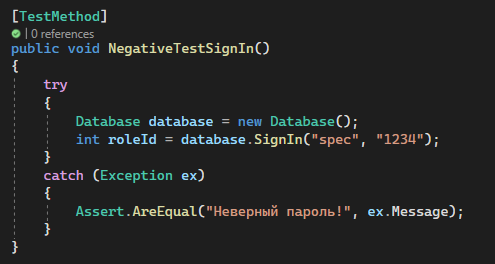 [TestMethod]
| 0 references
public void NegativeTestSignIn()
{
    try
    {
        Database database = new Database();
        int roleId = database.SignIn("spec", "1234");
    }
    catch (Exception ex)
    {
        Assert.AreEqual("Неверный пароль!", ex.Message);
    }
}